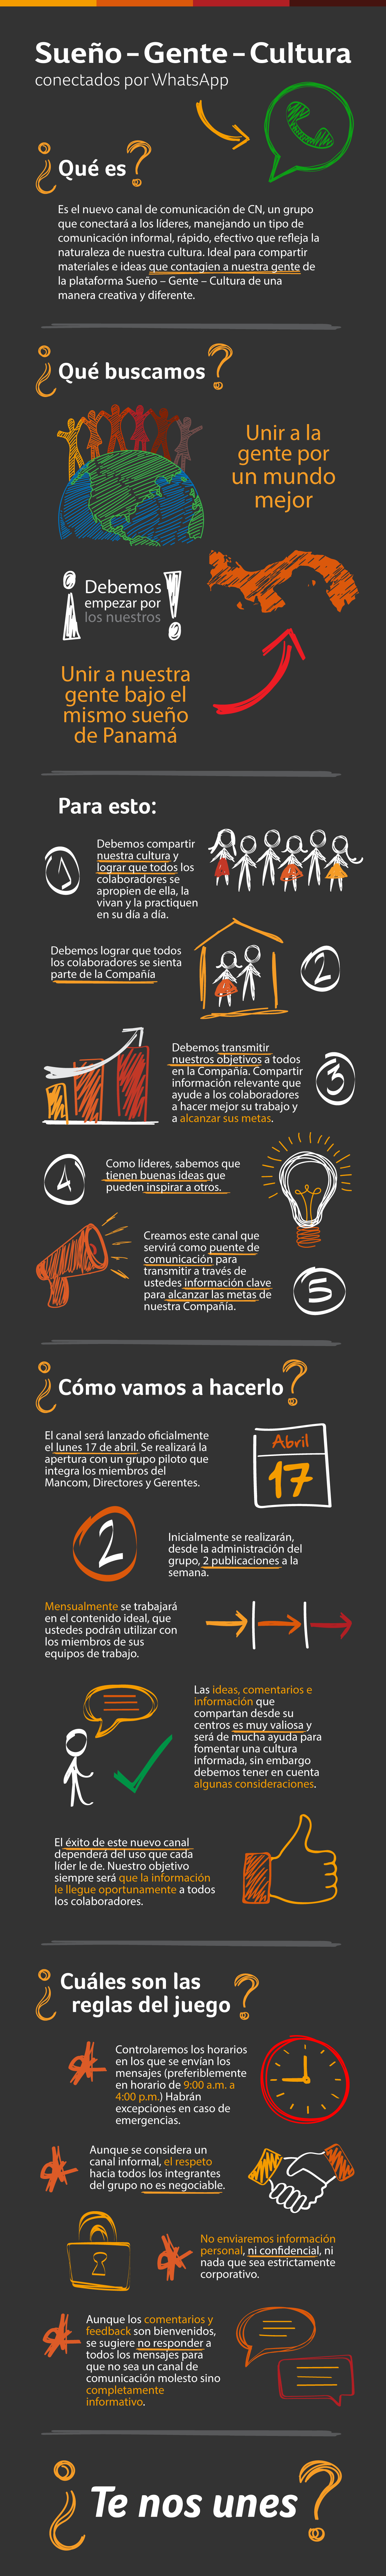 Sueño – Gente – Cultura
conectados por WhatsApp
¿Qué es?
Es el nuevo canal de comunicación de CN, un grupo
que conectará a los líderes, manejando un tipo de
comunicación informal, rápido, efectivo que refleja la
naturaleza de nuestra cultura. Ideal para compartir
materiales e ideas que contagien a nuestra gente de
la plataforma Sueño – Gente – Cultura de una
manera creativa y diferente.
¿Qué buscamos?
Unir a la
gente por
un mundo
mejor
¡Debemos
empezar por
los nuestros!
Unir a nuestra
gente bajo el
mismo sueño
de Panamá
Para esto:
1
Debemos compartir
nuestra cultura y
lograr que todos los
colaboradores se
apropien de ella, la
vivan y la practiquen
en su día a día.
Debemos lograr que todos
los colaboradores se sienta
parte de la Compañía
2
Debemos transmitir
nuestros objetivos a todos
en la Compañía. Compartir
información relevante que
ayude a los colaboradores
a hacer mejor su trabajo y
a alcanzar sus metas.
3
4
Como líderes, sabemos que
tienen buenas ideas que
pueden inspirar a otros.
Creamos este canal que
servirá como puente de
comunicación para
transmitir a través de
ustedes información clave
para alcanzar las metas de
nuestra Compañía.
5
¿Cómo vamos a hacerlo?
El canal será lanzado oficialmente
el lunes 17 de abril. Se realizará la
apertura con un grupo piloto que
integra los miembros del
Mancom, Directores y Gerentes.
Abril
17
2
Inicialmente se realizarán,
desde la administración del
grupo, 2 publicaciones a la
semana.
Mensualmente se trabajará
en el contenido ideal, que
ustedes podrán utilizar con
los miembros de sus
equipos de trabajo.
Las ideas, comentarios e
información que
compartan desde su
centros es muy valiosa y
será de mucha ayuda para
fomentar una cultura
informada, sin embargo
debemos tener en cuenta
algunas consideraciones.
El éxito de este nuevo canal
dependerá del uso que cada
líder le de. Nuestro objetivo
siempre será que la información
le llegue oportunamente a todos
los colaboradores.
¿Cuáles son las
reglas del juego?
Controlaremos los horarios
en los que se envían los
mensajes (preferiblemente
en horario de 9:00 a.m. a
4:00 p.m.) Habrán
excepciones en caso de
emergencias.
Aunque se considera un
canal informal, el respeto
hacia todos los integrantes
del grupo no es negociable.
No enviaremos información
personal, ni confidencial, ni
nada que sea estrictamente
corporativo.
Aunque los comentarios y
feedback son bienvenidos,
se sugiere no responder a
todos los mensajes para
que no sea un canal de
comunicación molesto sino
completamente
informativo.
¿Te nos unes?